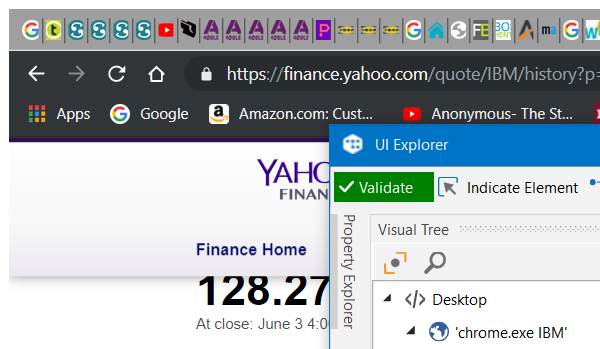 https://finance.yahoo.com/quote/IBM/history?p=
Apps Google Amazon.com: Cust... Anonymous- The St...
UI Explorer
Validate Indicate Element
YAHO
FINAN
Property Explorer
Visual Tree
Finance Home
128.27
At close: June 3 4:0
</> Desktop
'chrome.exe IBM'